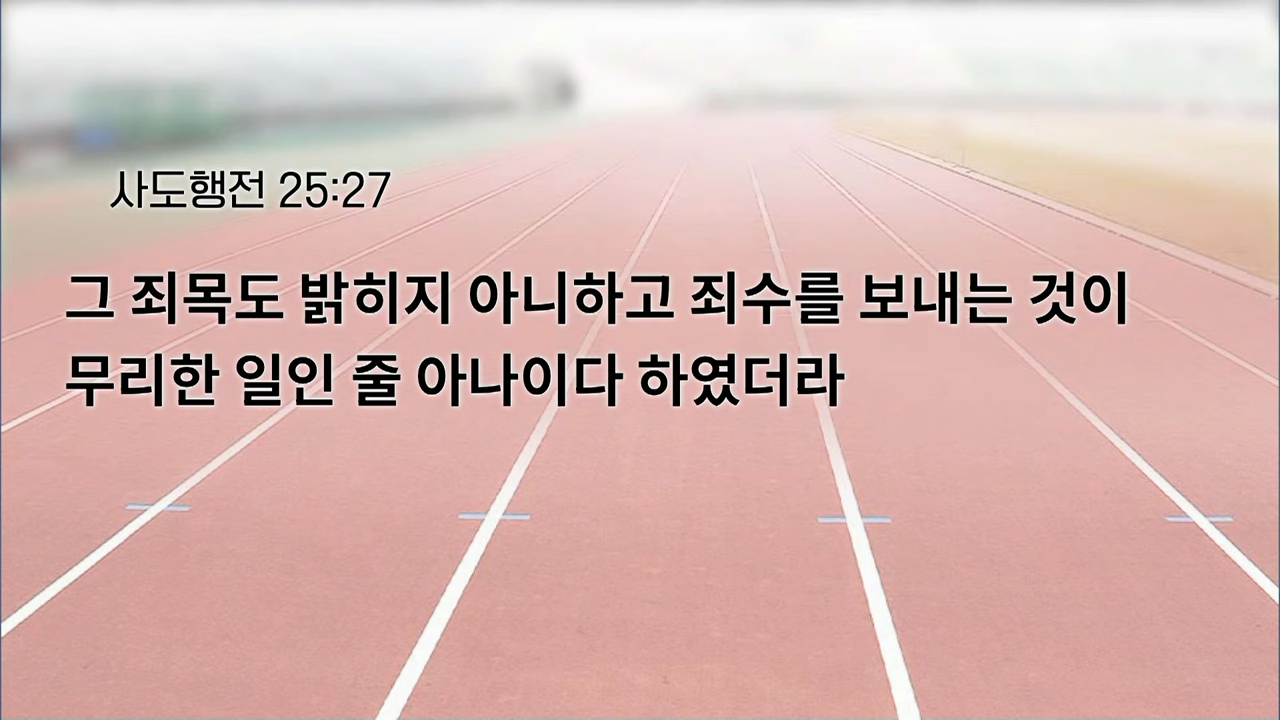 사도행전 25:27
그 죄목도 밝히지 아니하고 죄수를 보내는 것이
무리한 일인 줄 아나이다 하였더라